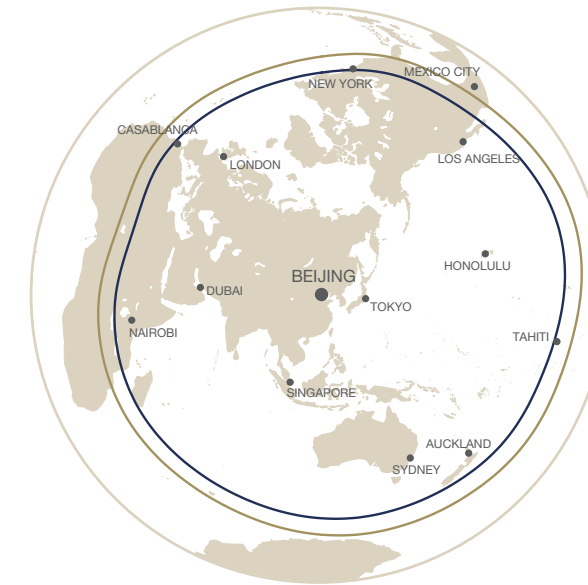 MEXICO CITY
NEW YORK
CASABLANCA
LONDON
LOS ANGELES
HONOLULU
BEIJING
DUBAI
TOKYO
NAIROBI
TAHITI
SINGAPORE
AUCKLAND
SYDNEY